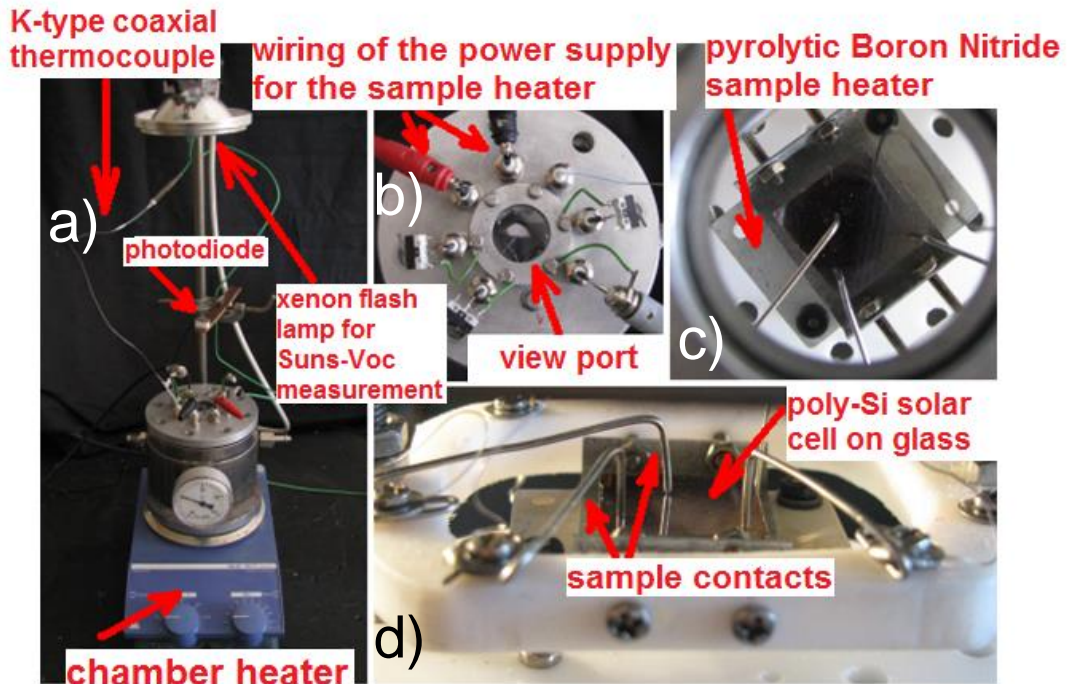 K-type coaxial
thermocouple
wiring of the power supply
for the sample heater
pyrolytic Boron Nitride
sample heater
a)
photodiode
xenon flash
lamp for
Suns-Voc
measurement
chamber heater
b)
view port
c)
poly-Si solar
cell on glass
sample contacts
d)